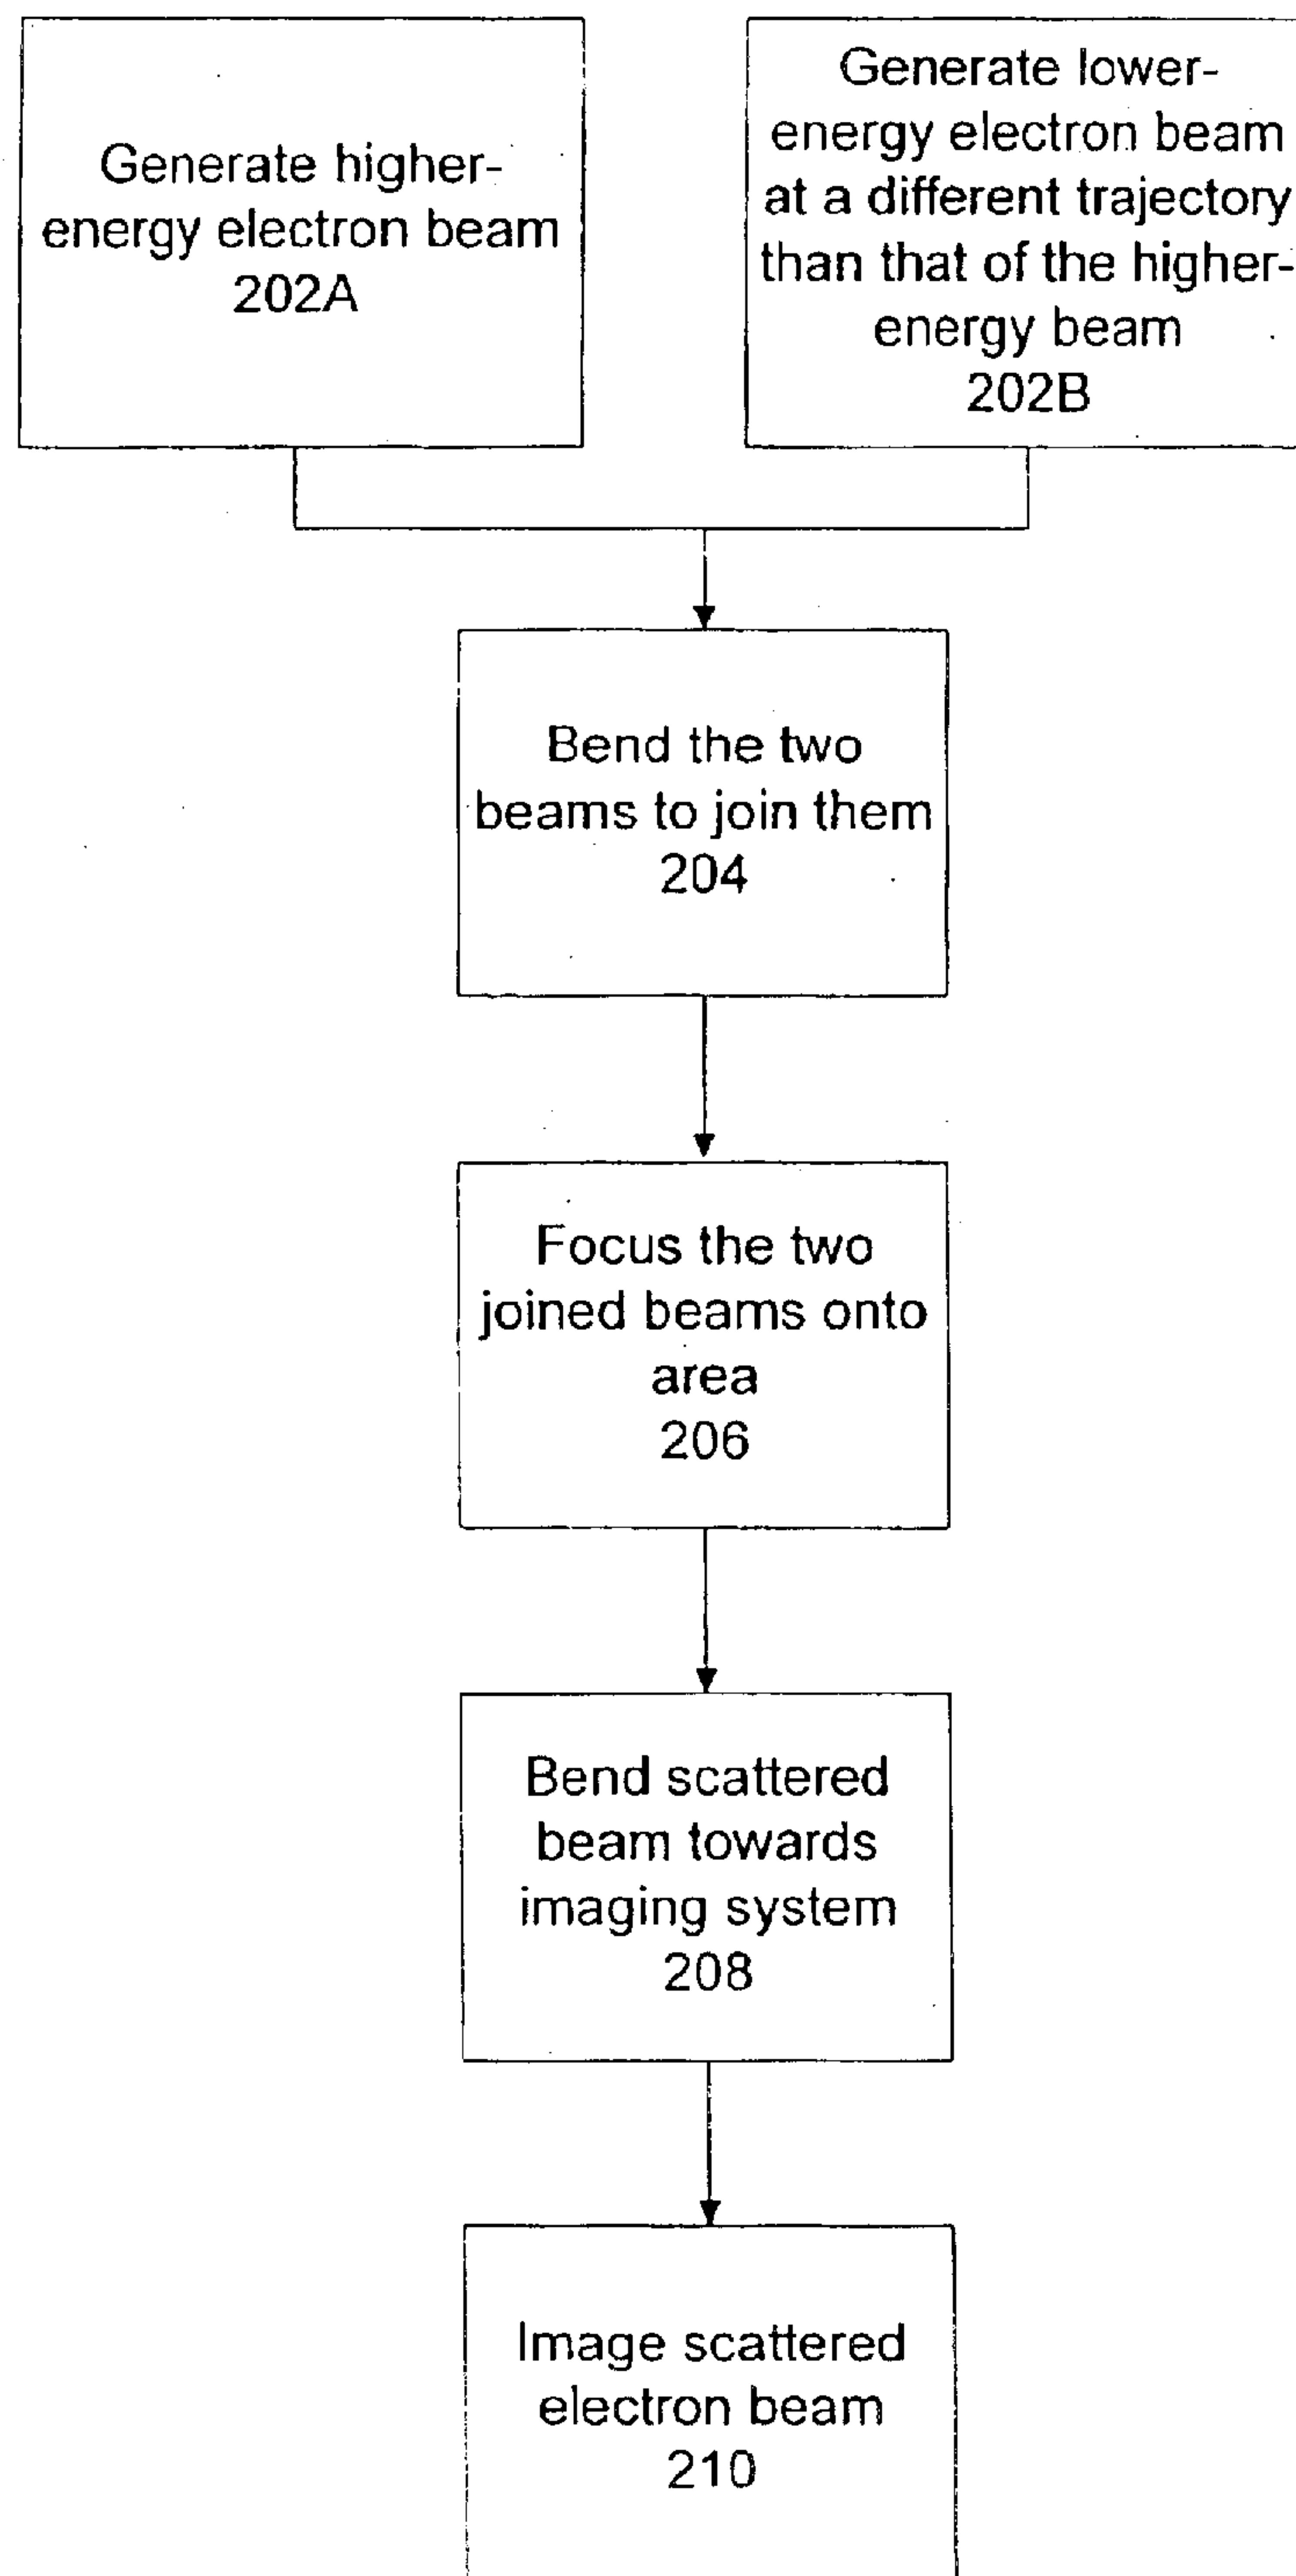 Generate higher-
energy electron beam
202A
Generate lower-
energy electron beam
at a different trajectory
than that of the higher-
energy beam
202B
Bend the two
beams to join them
204
Focus the two
joined beams onto
area
206
Bend scattered
beam towards
imaging system
208
Image scattered
electron beam
210